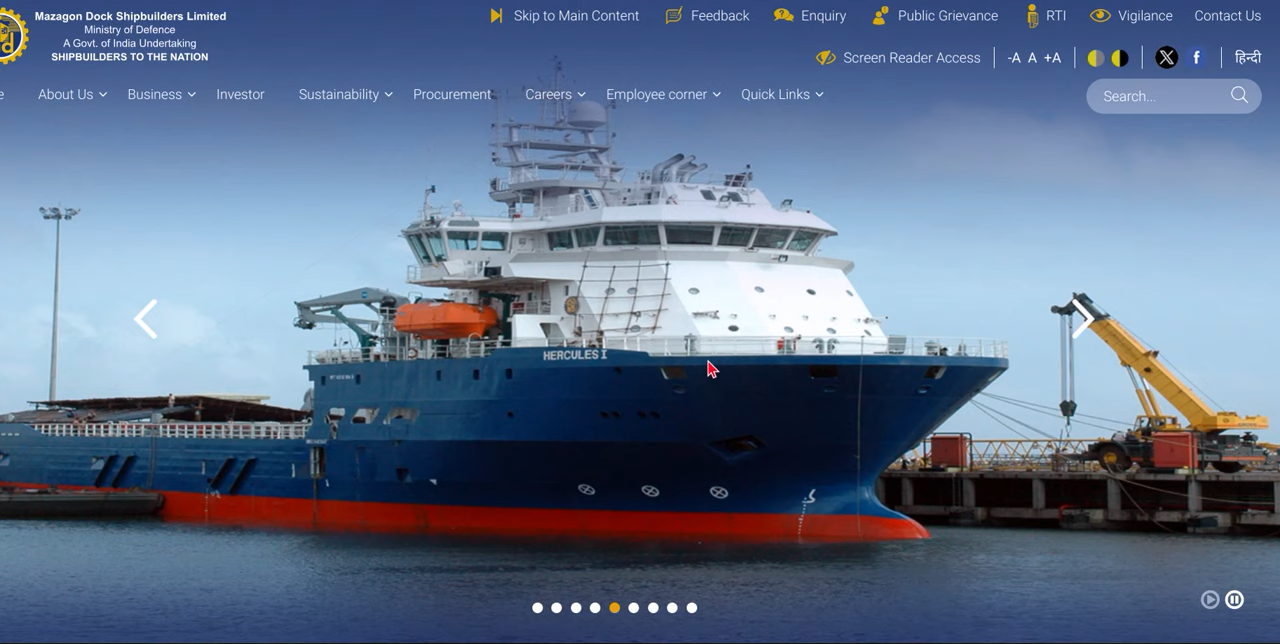 Mazagon Dock Shipbuilders Limited
Ministry of Defence
A Govt. of India Undertaking
SHIPBUILDERS TO THE NATION
Skip to Main Content Feedback Enquiry Public Grievance RTI Vigilance Contact Us
Screen Reader Access -A A +A X f हिन्दी
e About Us Business Investor Sustainability Procurement Careers Employee corner Quick Links
Search...
HERCULES I